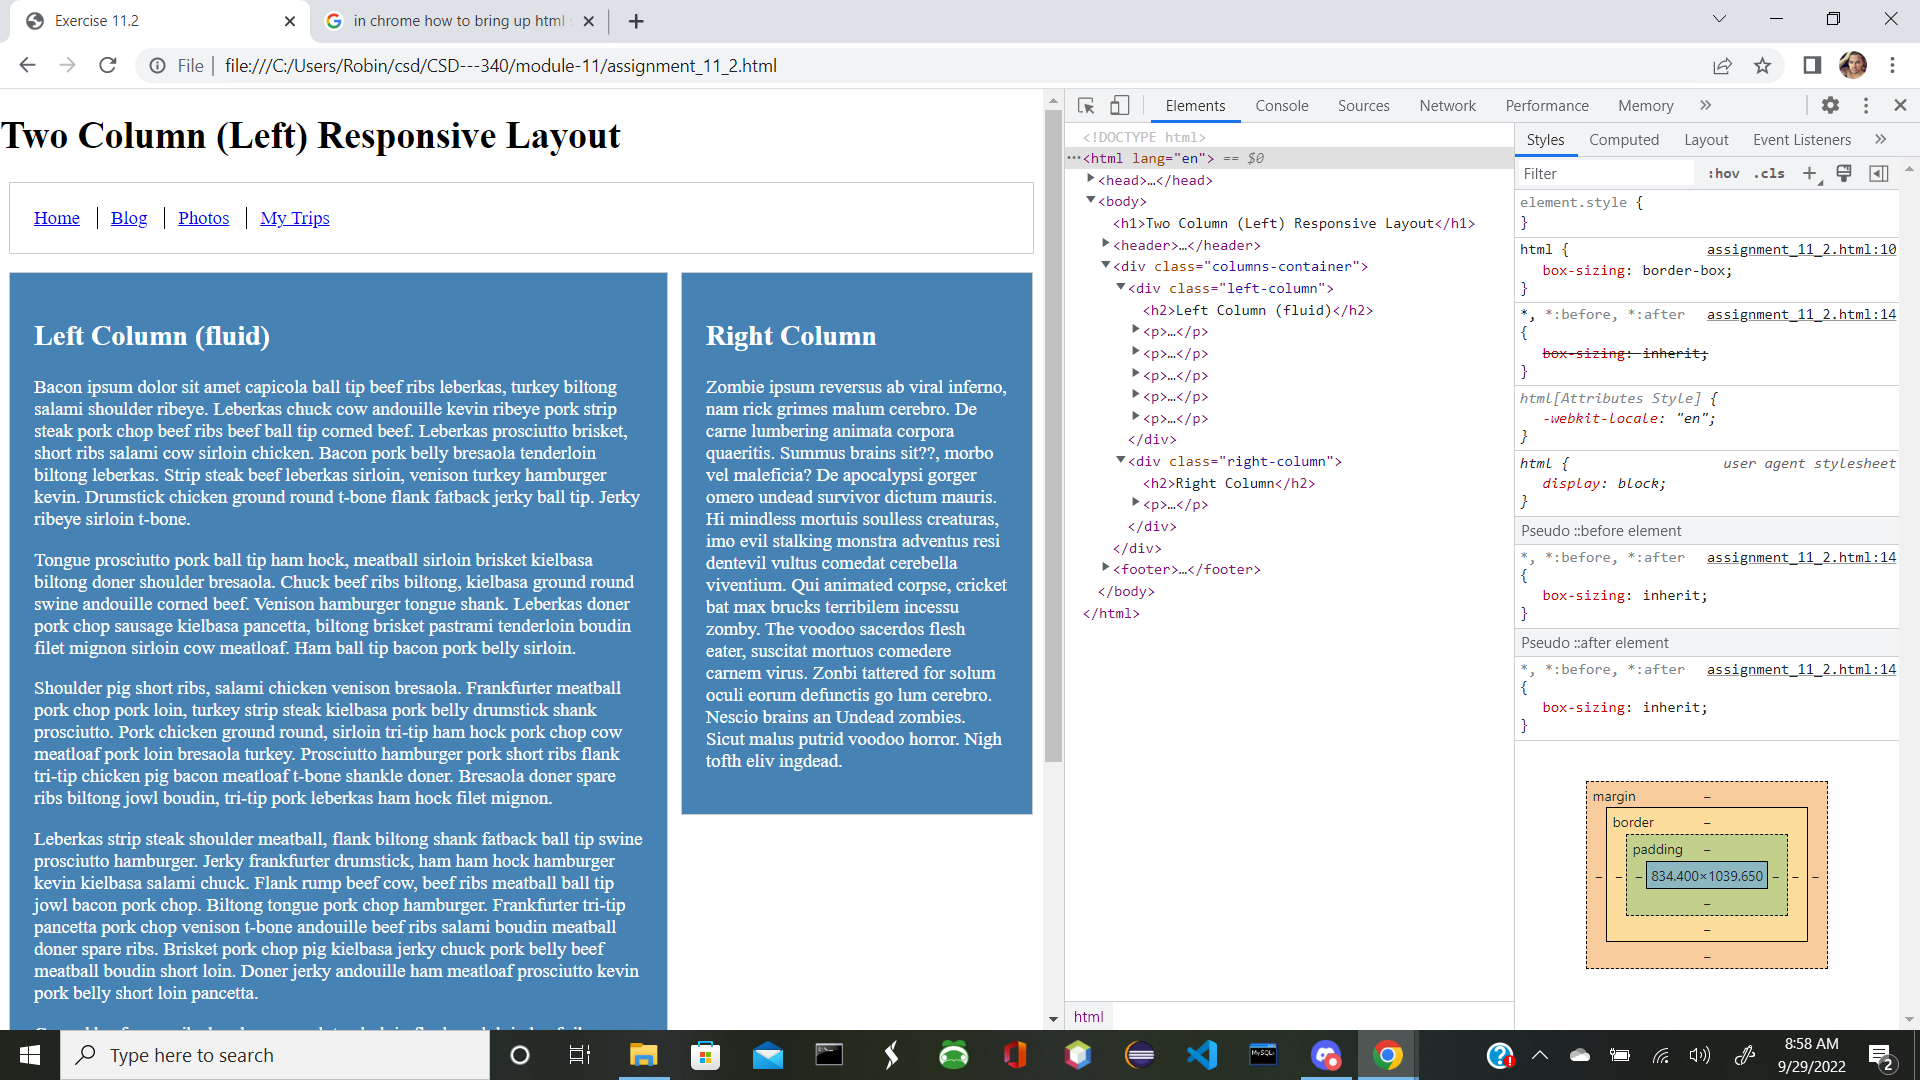 Exercise 11.2
in chrome how to bring up html
File
file:///C:/Users/Robin/csd/CSD---340/module-11/assignment_11_2.html
Two Column (Left) Responsive Layout
Home Blog Photos My Trips
Left Column (fluid)
Bacon ipsum dolor sit amet capicola ball tip beef ribs leberkas, turkey biltong
salami shoulder ribeye. Leberkas chuck cow andouille kevin ribeye pork strip
steak pork chop beef ribs beef ball tip corned beef. Leberkas prosciutto brisket,
short ribs salami cow sirloin chicken. Bacon pork belly bresaola tenderloin
biltong leberkas. Strip steak beef leberkas sirloin, venison turkey hamburger
kevin. Drumstick chicken ground round t-bone flank fatback jerky ball tip. Jerky
ribeye sirloin t-bone.
Tongue prosciutto pork ball tip ham hock, meatball sirloin brisket kielbasa
biltong doner shoulder bresaola. Chuck beef ribs biltong, kielbasa ground round
swine andouille corned beef. Venison hamburger tongue shank. Leberkas doner
pork chop sausage kielbasa pancetta, biltong brisket pastrami tenderloin boudin
filet mignon sirloin cow meatloaf. Ham ball tip bacon pork belly sirloin.
Shoulder pig short ribs, salami chicken venison bresaola. Frankfurter meatball
pork chop pork loin, turkey strip steak kielbasa pork belly drumstick shank
prosciutto. Pork chicken ground round, sirloin tri-tip ham hock pork chop cow
meatloaf pork loin bresaola turkey. Prosciutto hamburger pork short ribs flank
tri-tip chicken pig bacon meatloaf t-bone shankle doner. Bresaola doner spare
ribs biltong jowl boudin, tri-tip pork leberkas ham hock filet mignon.
Leberkas strip steak shoulder meatball, flank biltong shank fatback ball tip swine
prosciutto hamburger. Jerky frankfurter drumstick, ham ham hock hamburger
kevin kielbasa salami chuck. Flank rump beef cow, beef ribs meatball ball tip
jowl bacon pork chop. Biltong tongue pork chop hamburger. Frankfurter tri-tip
pancetta pork chop venison t-bone andouille beef ribs salami boudin meatball
doner spare ribs. Brisket pork chop pig kielbasa jerky chuck pork belly beef
meatball boudin short loin. Doner jerky andouille ham meatloaf prosciutto kevin
pork belly short loin pancetta.
Right Column
Zombie ipsum reversus ab viral inferno,
nam rick grimes malum cerebro. De
carne lumbering animata corpora
quaeritis. Summus brains sit??, morbo
vel maleficia? De apocalypsi gorger
omero undead survivor dictum mauris.
Hi mindless mortuis soulless creaturas,
imo evil stalking monstra adventus resi
dentevil vultus comedat cerebella
viventium. Qui animated corpse, cricket
bat max brucks terribilem incessu
zomby. The voodoo sacerdos flesh
eater, suscitat mortuos comedere
carnem virus. Zonbi tattered for solum
oculi eorum defunctis go lum cerebro.
Nescio brains an Undead zombies.
Sicut malus putrid voodoo horror. Nigh
tofth eliv ingdead.
Elements Console Sources Network Performance Memory
<!DOCTYPE html>
<html lang="en"> == $0
<head>…</head>
<body>
<h1>Two Column (Left) Responsive Layout</h1>
<header>…</header>
<div class="columns-container">
<div class="left-column">
<h2>Left Column (fluid)</h2>
<p>…</p>
<p>…</p>
<p>…</p>
<p>…</p>
<p>…</p>
</div>
<div class="right-column">
<h2>Right Column</h2>
<p>…</p>
</div>
</div>
<footer>…</footer>
</body>
</html>
html
Styles Computed Layout Event Listeners
Filter :hov .cls
element.style {
}
html { assignment_11_2.html:10
box-sizing: border-box;
}
*, *:before, *:after assignment_11_2.html:14
{
box-sizing: inherit;
}
html[Attributes Style] {
-webkit-locale: "en";
}
html { user agent stylesheet
display: block;
}
Pseudo ::before element
*, *:before, *:after assignment_11_2.html:14
{
box-sizing: inherit;
}
Pseudo ::after element
*, *:before, *:after assignment_11_2.html:14
{
box-sizing: inherit;
}
margin –
border –
padding –
– – – 834.400×1039.650 – – –
–
–
–
Type here to search
MySQL
8:58 AM
9/29/2022
2